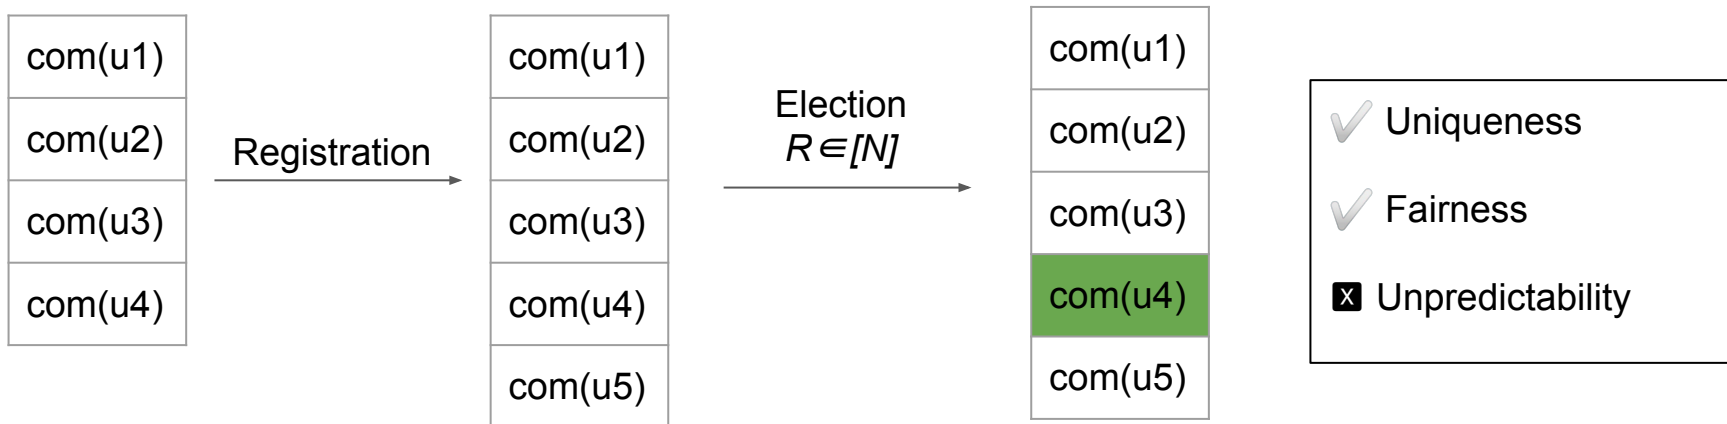 com(u1)
com(u2)
com(u3)
com(u4)
Registration
com(u1)
com(u2)
com(u3)
com(u4)
com(u5)
Election
R∈[N]
com(u1)
com(u2)
com(u3)
com(u4)
com(u5)
✓ Uniqueness
✓ Fairness
X Unpredictability